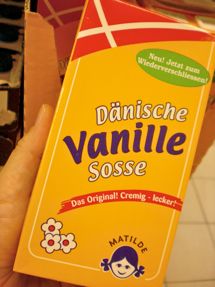 Neu! Jetzt zum
Wiederverschliessen!
Dänische
Vanille
Sosse
Das Original! Cremig - lecker!
MATILDE